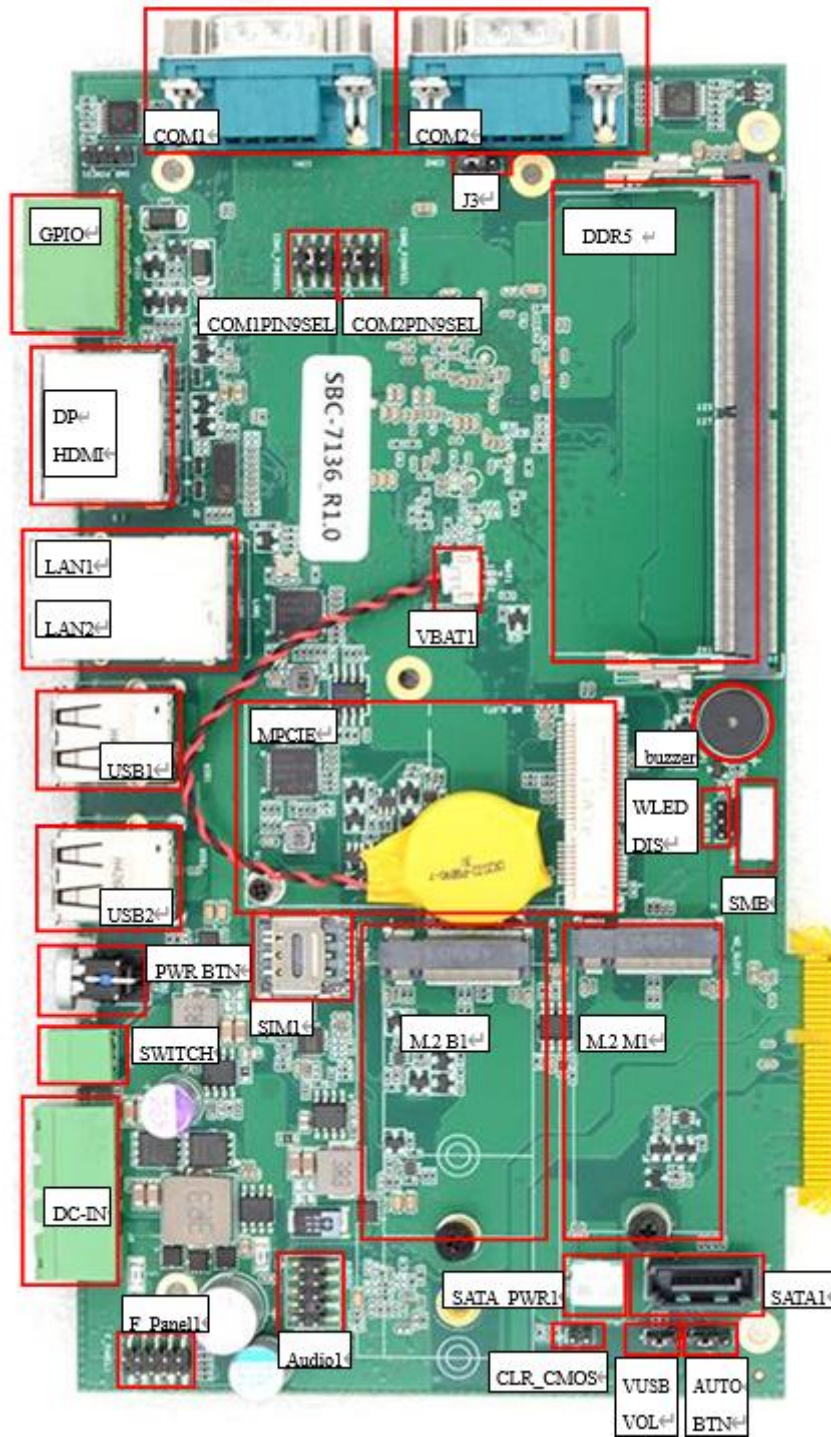 COM1
COM2
J3
GPIO
DDR5
COM1PIN9SEL
COM2PIN9SEL
DP
HDMI
SBC-7136_R1.0
LAN1
LAN2
VBAT1
USB1
MPCIE
buzzer
WLED
DIS
USB2
SMB
PWR BTN
SIM1
M.2 B1
M.2 M1
SWITCH
DC-IN
SATA_PWR1
SATA1
F_Panel1
Audio1
CLR_CMOS
VUSB
VOL
AUTO
BTN